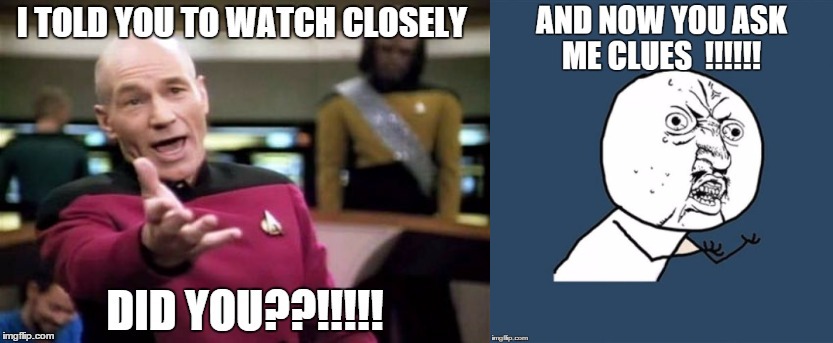 I TOLD YOU TO WATCH CLOSELY
DID YOU??!!!!!
imgflip.com
AND NOW YOU ASK
ME CLUES !!!!!!
imgflip.com